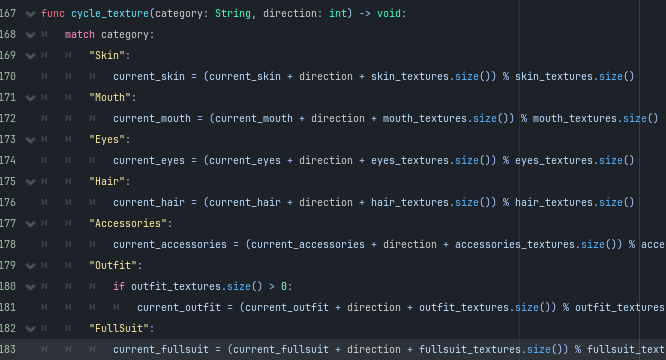 167 func cycle_texture(category: String, direction: int) -> void:
168 match category:
169 "Skin":
170 current_skin = (current_skin + direction + skin_textures.size()) % skin_textures.size()
171 "Mouth":
172 current_mouth = (current_mouth + direction + mouth_textures.size()) % mouth_textures.size()
173 "Eyes":
174 current_eyes = (current_eyes + direction + eyes_textures.size()) % eyes_textures.size()
175 "Hair":
176 current_hair = (current_hair + direction + hair_textures.size()) % hair_textures.size()
177 "Accessories":
178 current_accessories = (current_accessories + direction + accessories_textures.size()) % acce
179 "Outfit":
180 if outfit_textures.size() > 0:
181 current_outfit = (current_outfit + direction + outfit_textures.size()) % outfit_textures
182 "FullSuit":
183 current_fullsuit = (current_fullsuit + direction + fullsuit_textures.size()) % fullsuit_text